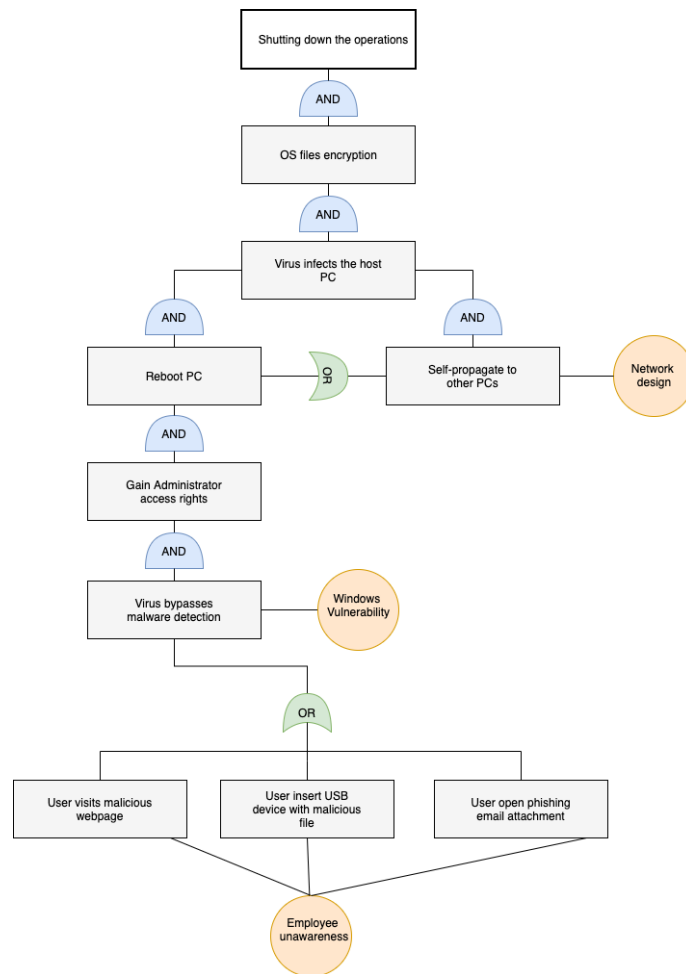 Shutting down the operations
AND
OS files encryption
AND
Virus infects the host
PC
AND
AND
Reboot PC
OR
Self-propagate to
other PCs
Network
design
AND
Gain Administrator
access rights
AND
Virus bypasses
malware detection
Windows
Vulnerability
OR
User visits malicious
webpage
User insert USB
device with malicious
file
User open phishing
email attachment
Employee
unawareness